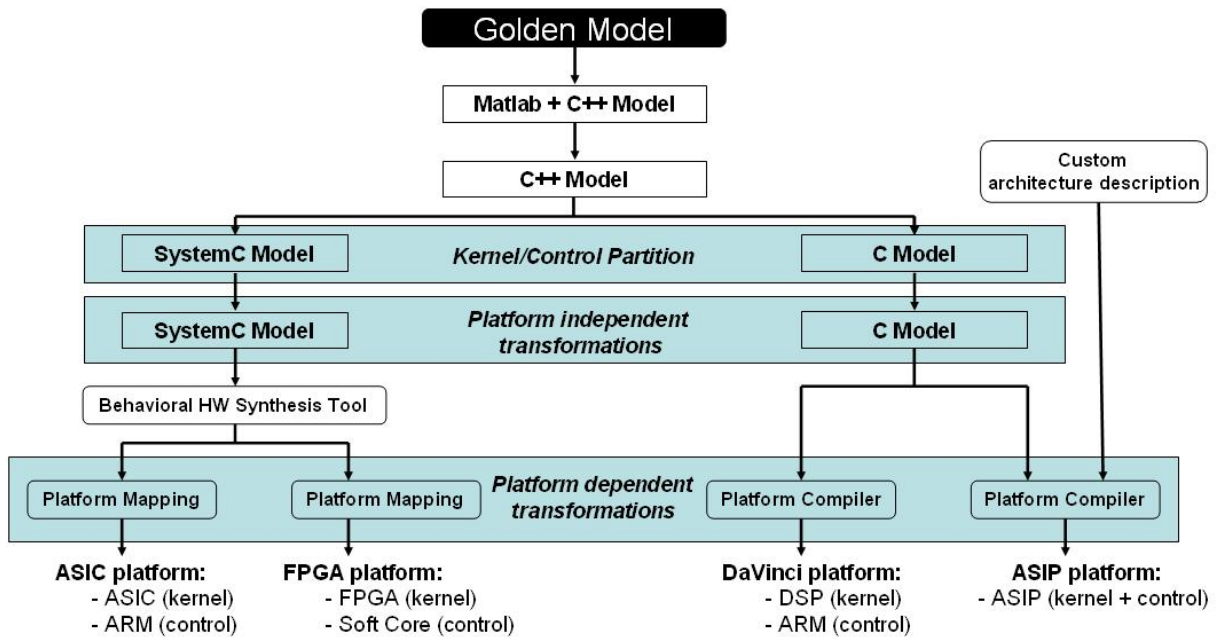 Golden Model
Matlab + C++ Model
C++ Model
Custom
architecture description
SystemC Model
Kernel/Control Partition
C Model
SystemC Model
Platform independent
transformations
C Model
Behavioral HW Synthesis Tool
Platform Mapping
Platform Mapping
Platform dependent
transformations
Platform Compiler
Platform Compiler
ASIC platform:
- ASIC (kernel)
- ARM (control)
FPGA platform:
- FPGA (kernel)
- Soft Core (control)
DaVinci platform:
- DSP (kernel)
- ARM (control)
ASIP platform:
- ASIP (kernel + control)